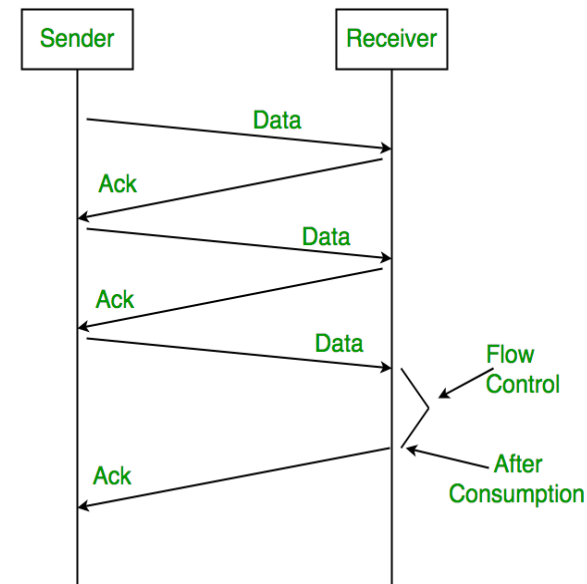 Sender
Receiver
Data
Ack
Data
Ack
Data
Flow
Control
Ack
After
Consumption